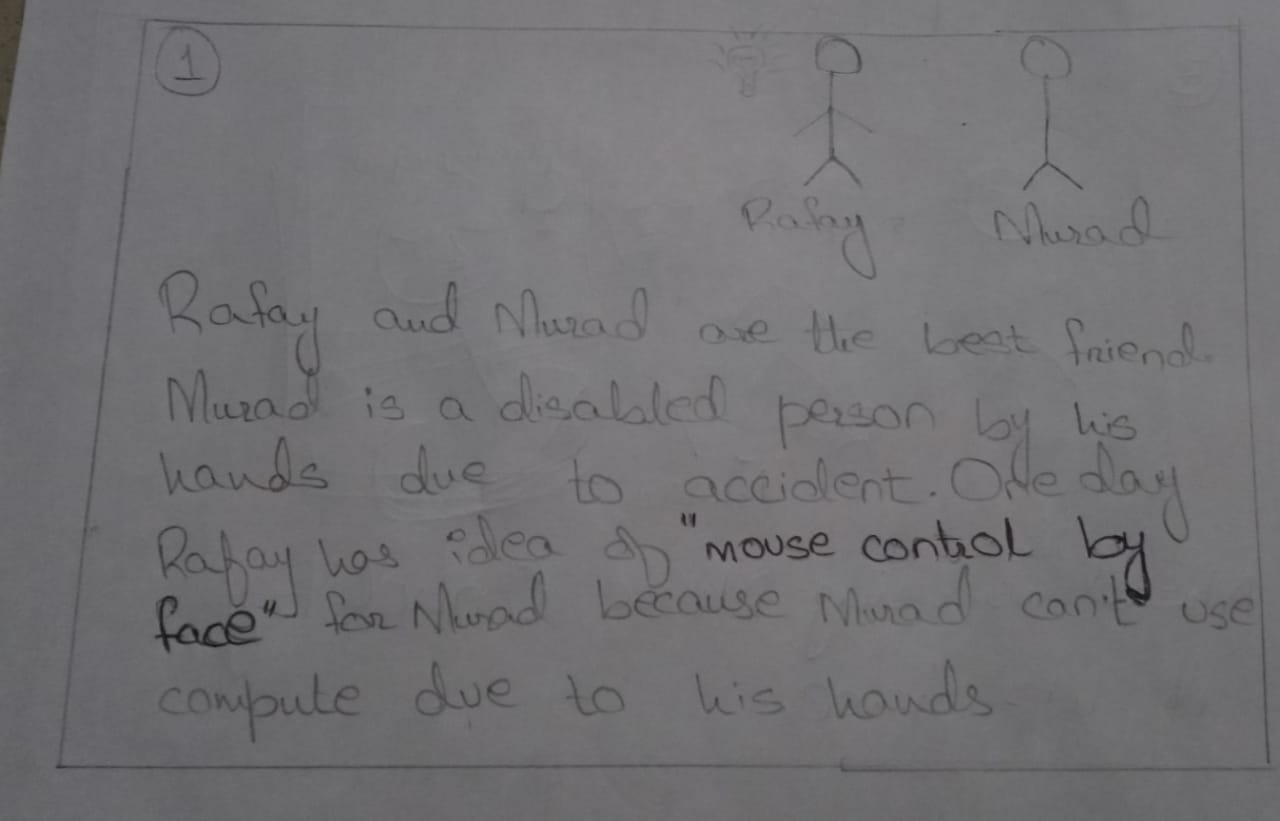 1
Rafay Murad
Rafay and Murad are the best friend.
Murad is a disabled person by his
hands due to accident. One day
Rafay has idea of "mouse control by
face" for Murad because Murad can't use
compute due to his hands.